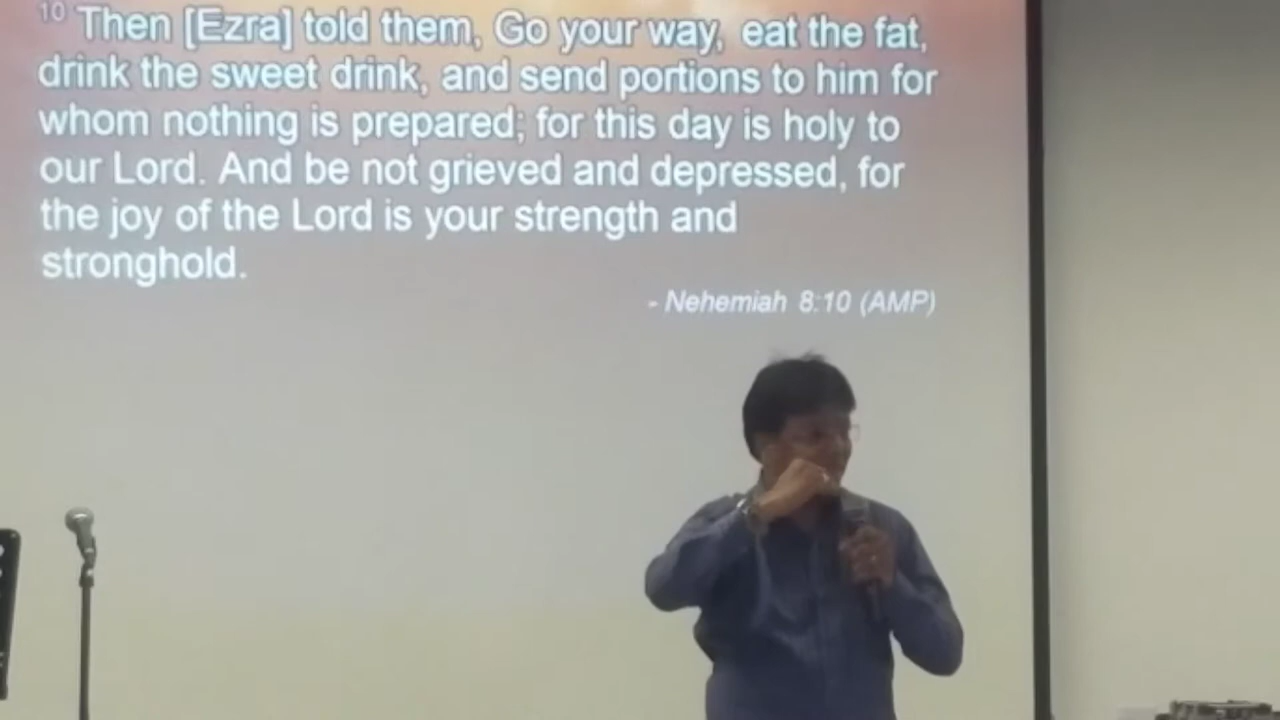 10 Then [Ezra] told them, Go your way, eat the fat,
drink the sweet drink, and send portions to him for
whom nothing is prepared; for this day is holy to
our Lord. And be not grieved and depressed, for
the joy of the Lord is your strength and
stronghold.
- Nehemiah 8:10 (AMP)